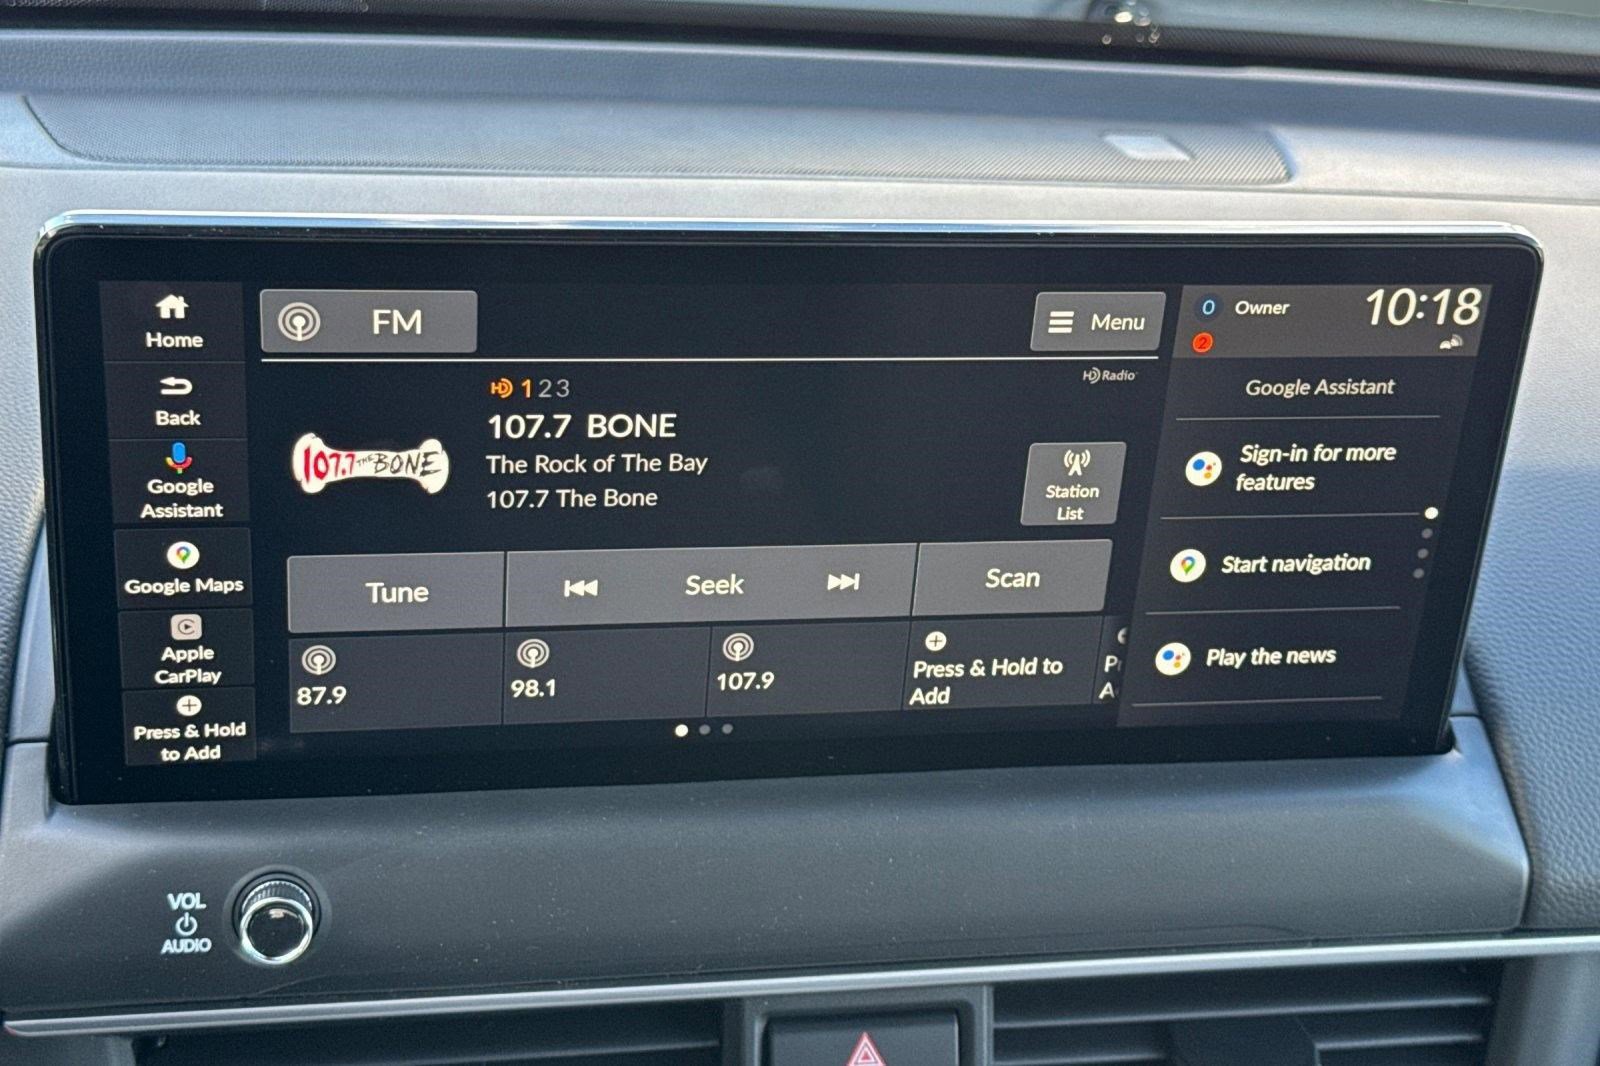 Home
Back
Google
Assistant
Google Maps
Apple
CarPlay
Press & Hold
to Add
FM
Menu
HD Radio
HD 1 2 3
107.7 BONE
The Rock of The Bay
107.7 The Bone
107.7 THE BONE
Station
List
Tune
Seek
Scan
87.9
98.1
107.9
Press & Hold to
Add
O Owner
10:18
2
Google Assistant
Sign-in for more
features
Start navigation
Play the news
VOL
AUDIO